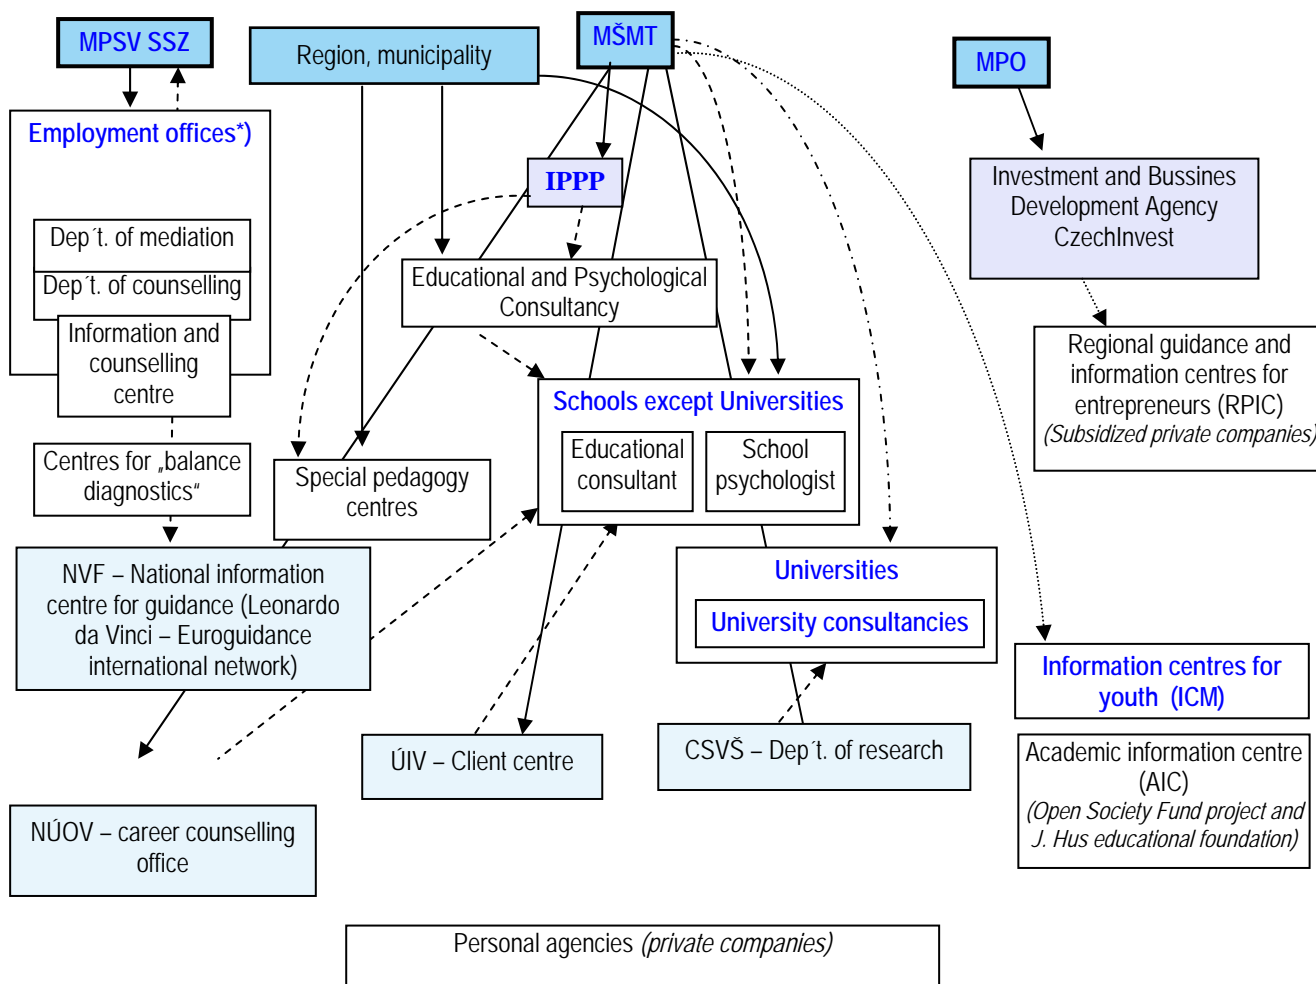 MPSV SSZ
Region, municipality
MŠMT
MPO
Employment offices*)
Dep´t. of mediation
Dep´t. of counselling
Information and
counselling
centre
Centres for „balance
diagnostics“
IPPP
Educational and Psychological
Consultancy
Investment and Bussines
Development Agency
CzechInvest
Regional guidance and
information centres for
entrepreneurs (RPIC)
(Subsidized private companies)
Schools except Universities
Educational
consultant
School
psychologist
Special pedagogy
centres
NVF – National information
centre for guidance (Leonardo
da Vinci – Euroguidance
international network)
Universities
University consultancies
Information centres for
youth (ICM)
ÚIV – Client centre
CSVŠ – Dep´t. of research
Academic information centre
(AIC)
(Open Society Fund project and
J. Hus educational foundation)
NÚOV – career counselling
office
Personal agencies (private companies)